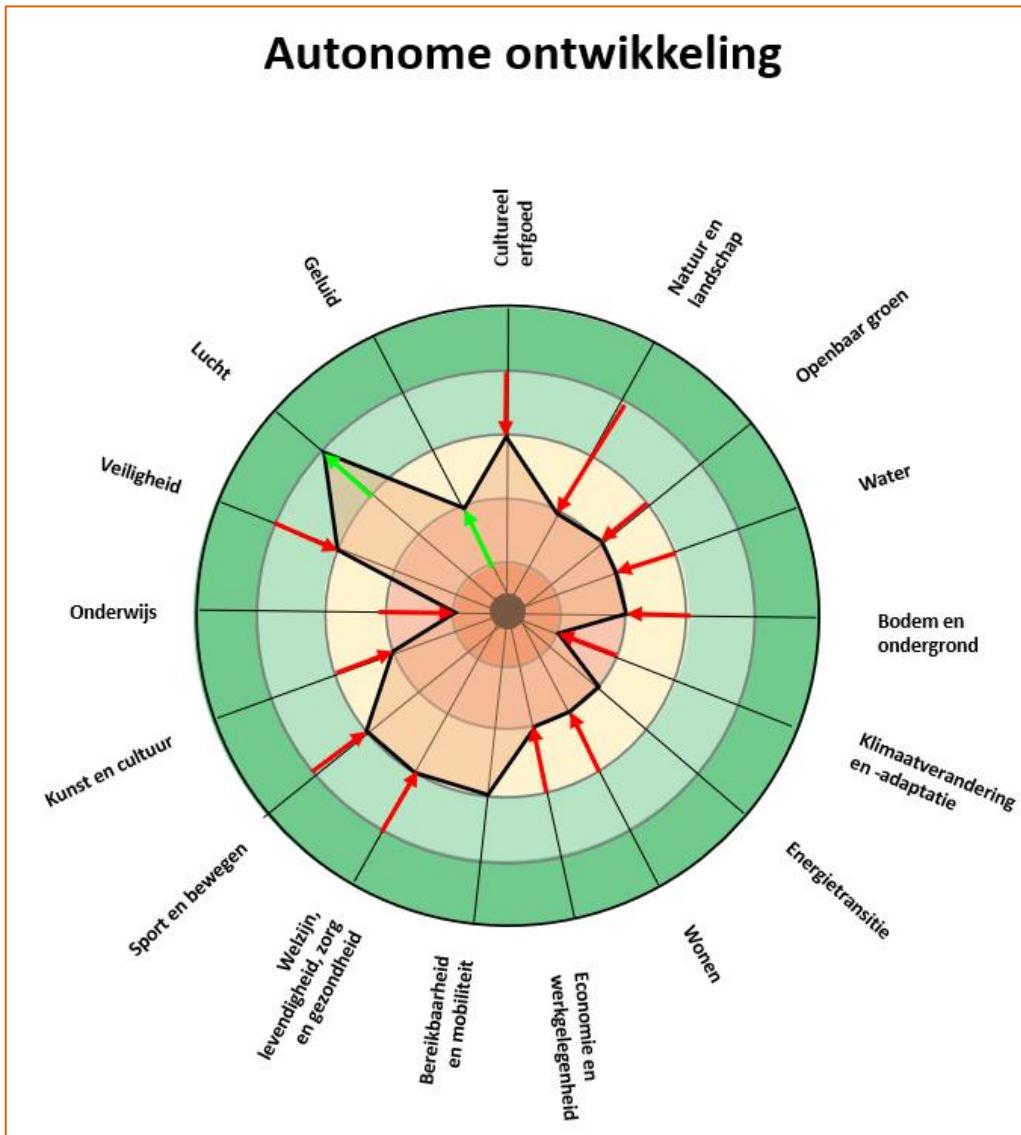 Autonome ontwikkeling
Cultureel
erfgoed
Natuur en
landschap
Openbaar groen
Water
Bodem en
ondergrond
Klimaatverandering
en -adaptatie
Energietransitie
Wonen
Economie en
werkgelegenheid
Bereikbaarheid
en mobiliteit
Welzijn,
levendigheid, zorg
en gezondheid
Sport en bewegen
Kunst en cultuur
Onderwijs
Veiligheid
Lucht
Geluid